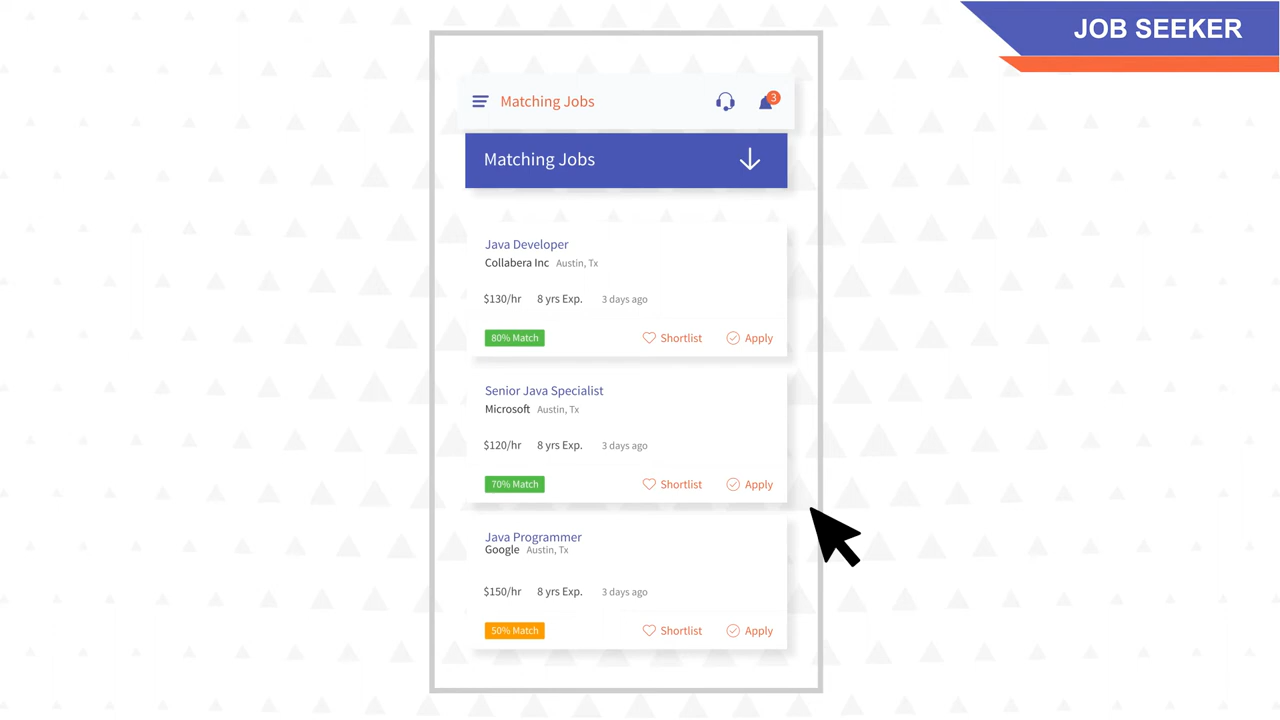 JOB SEEKER
Matching Jobs
3
Matching Jobs
Java Developer
Collabera Inc Austin, Tx
$130/hr 8 yrs Exp. 3 days ago
80% Match Shortlist Apply
Senior Java Specialist
Microsoft Austin, Tx
$120/hr 8 yrs Exp. 3 days ago
70% Match Shortlist Apply
Java Programmer
Google Austin, Tx
$150/hr 8 yrs Exp. 3 days ago
50% Match Shortlist Apply